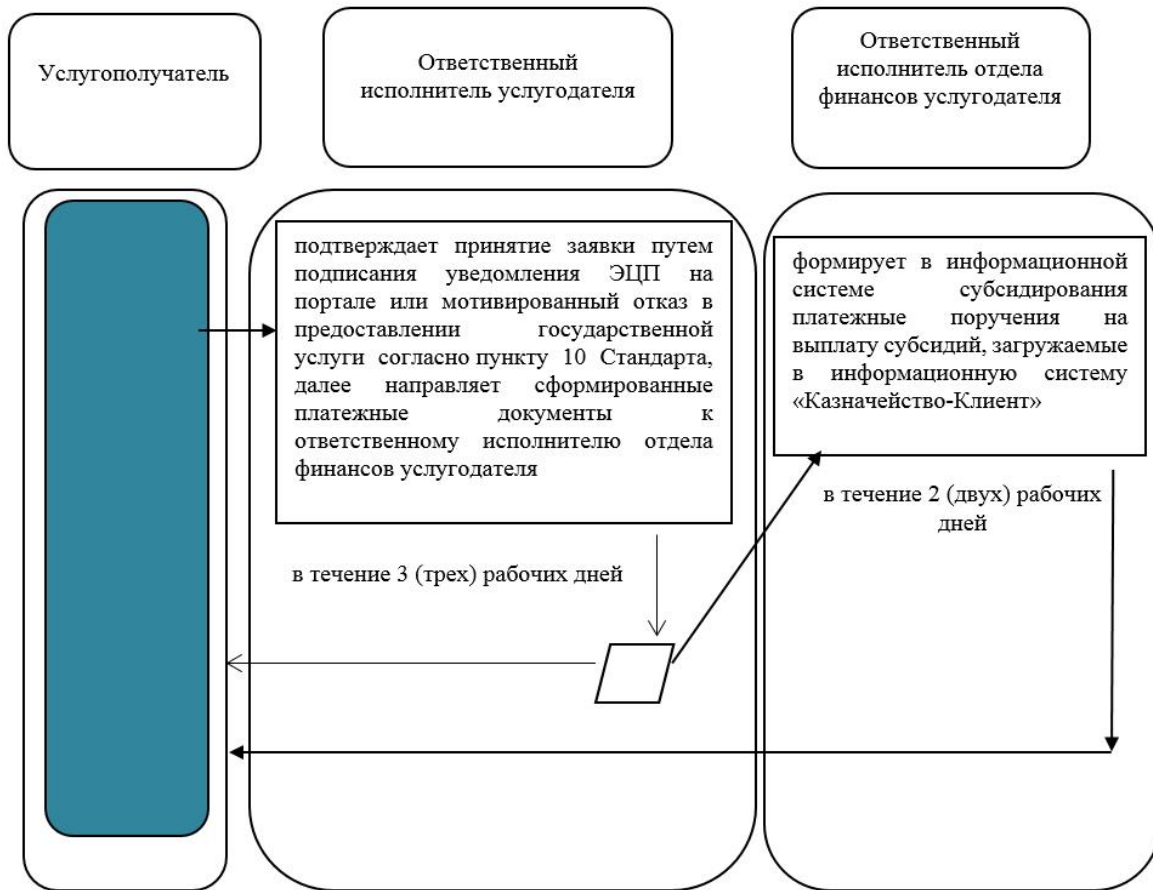 Услугополучатель
Ответственный
исполнитель услугодателя
Ответственный
исполнитель отдела
финансов услугодателя
подтверждает принятие заявки путем
подписания уведомления ЭЦП на
портале или мотивированный отказ в
предоставлении государственной
услуги согласно пункту 10 Стандарта,
далее направляет сформированные
платежные документы к
ответственному исполнителю отдела
финансов услугодателя
в течение 3 (трех) рабочих дней
формирует в информационной
системе субсидирования
платежные поручения на
выплату субсидий, загружаемые
в информационную систему
«Казначейство-Клиент»
в течение 2 (двух) рабочих
дней